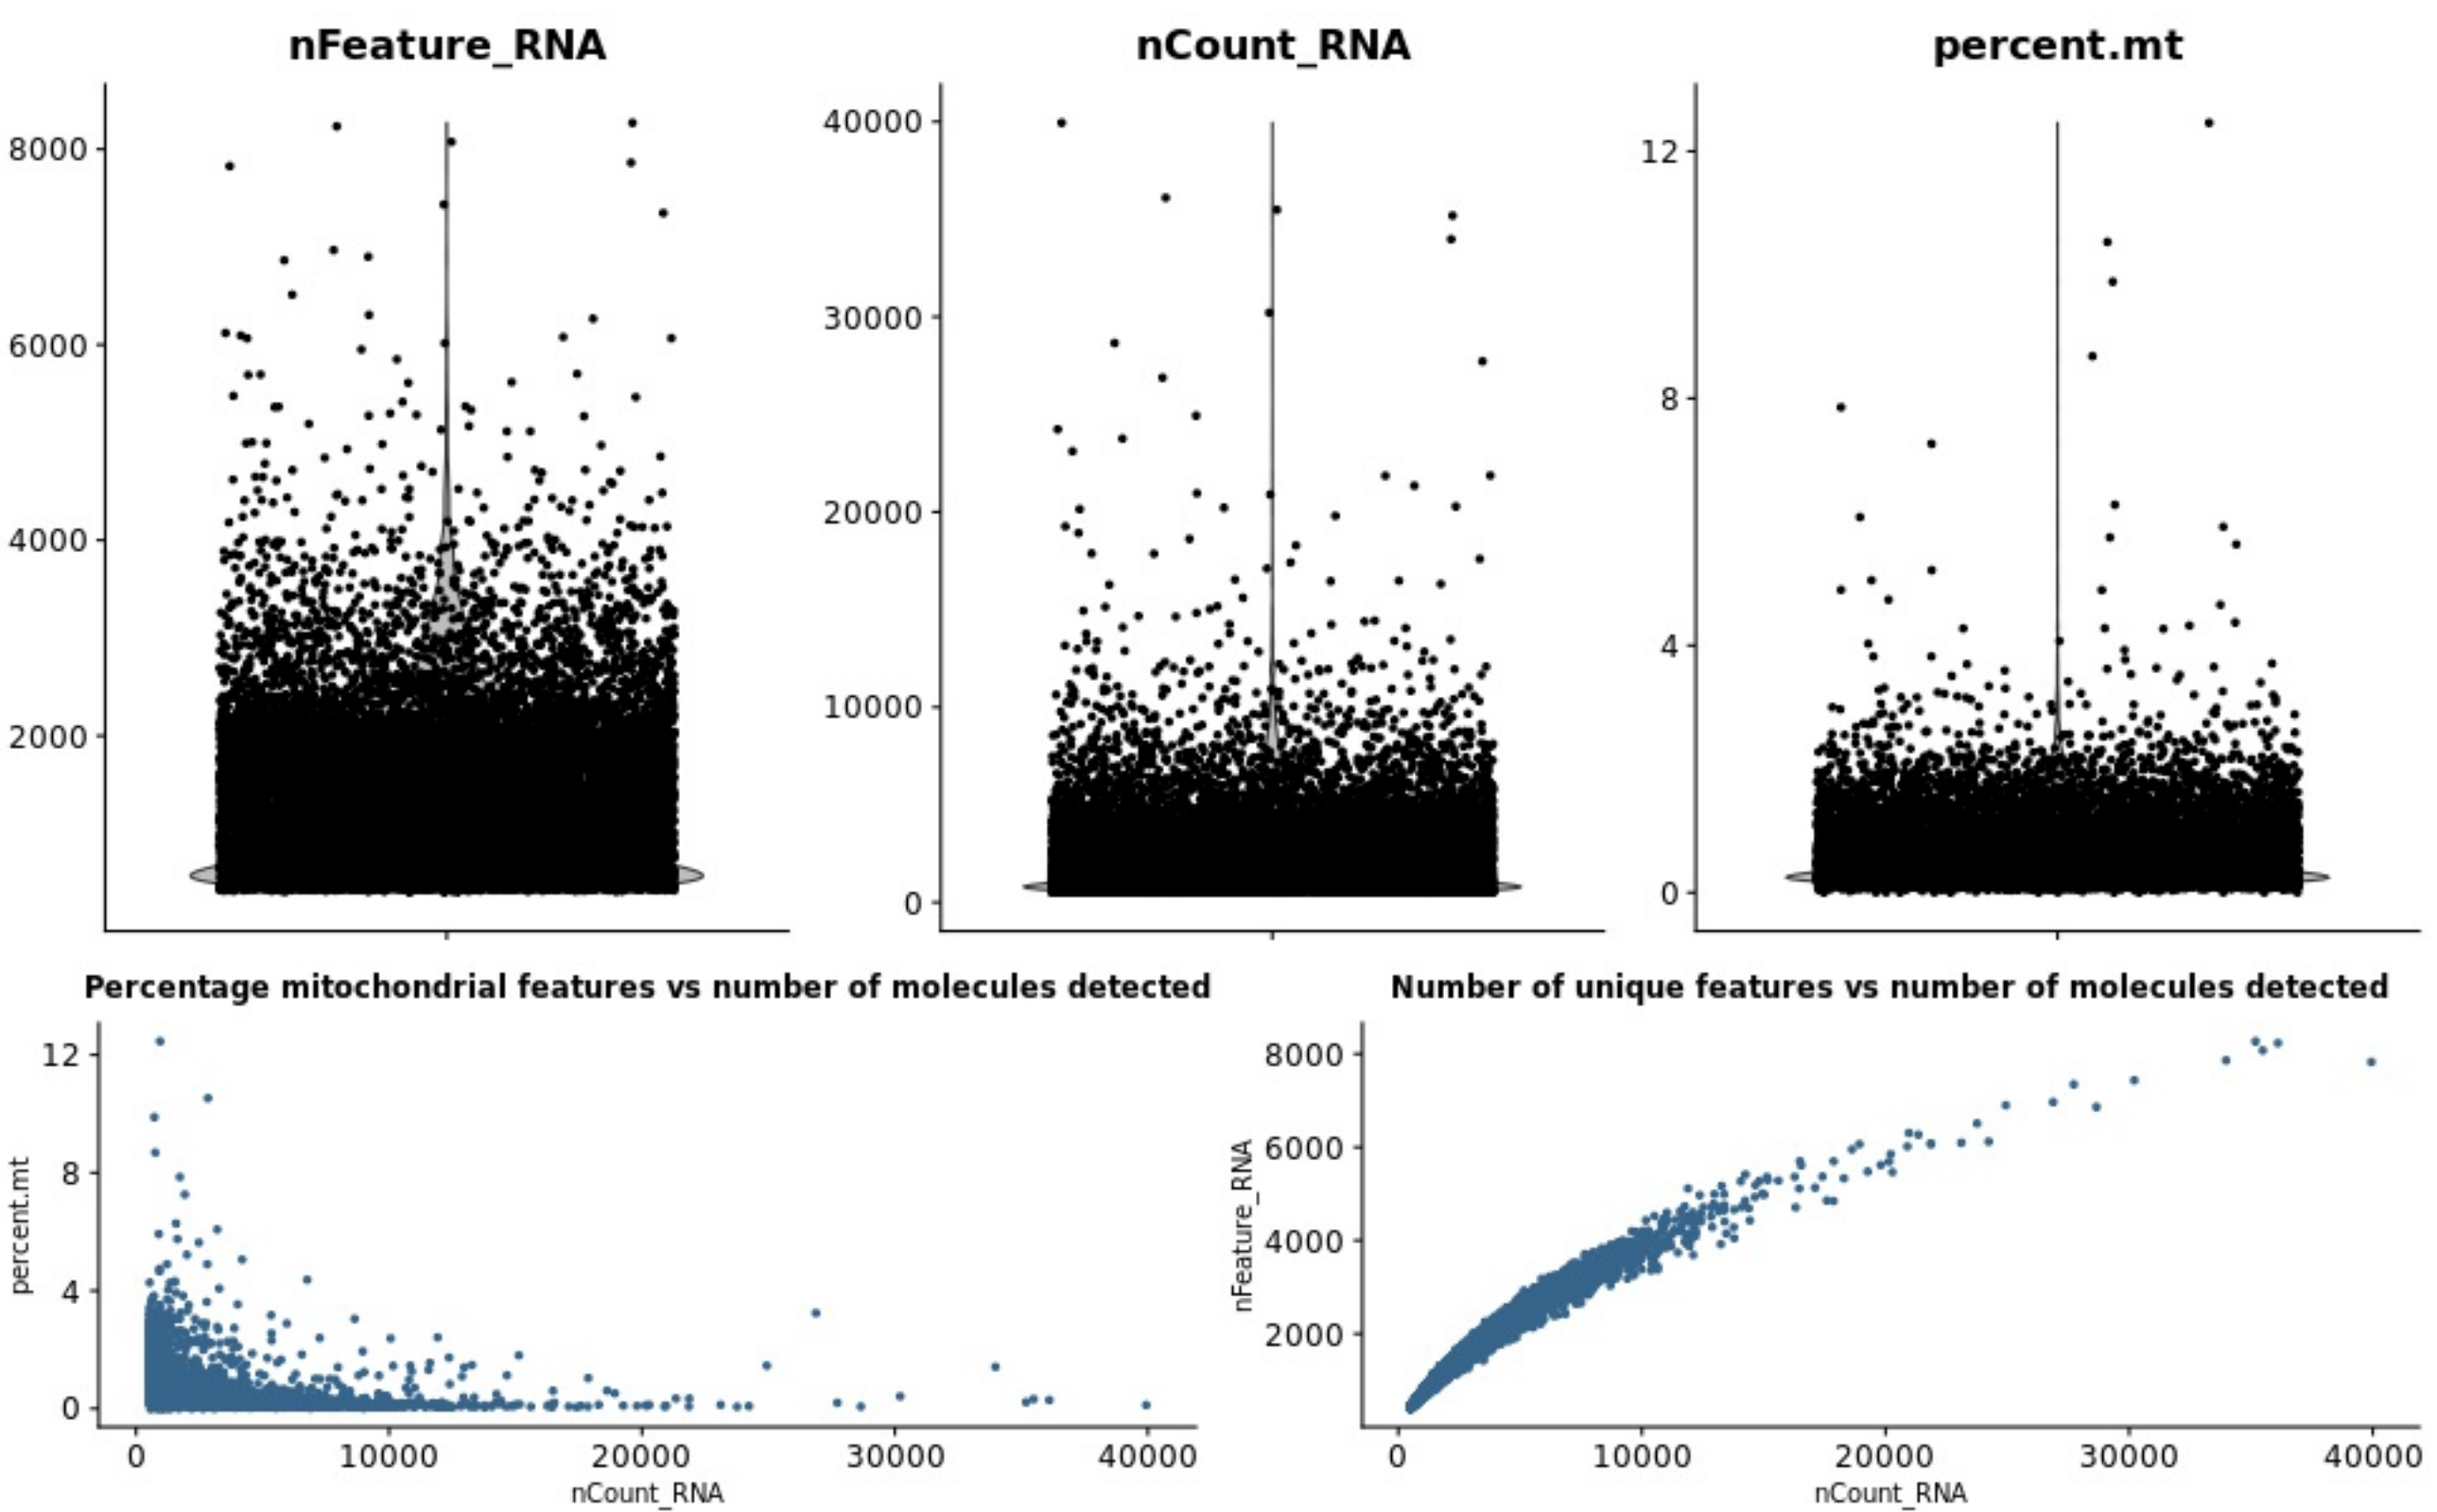 nFeature_RNA
8000
6000
4000
2000
nCount_RNA
40000
30000
20000
10000
0
percent.mt
12
8
4
0
Percentage mitochondrial features vs number of molecules detected
percent.mt
12
8
4
0
0 10000 20000 30000 40000
nCount_RNA
Number of unique features vs number of molecules detected
nFeature_RNA
8000
6000
4000
2000
0 10000 20000 30000 40000
nCount_RNA